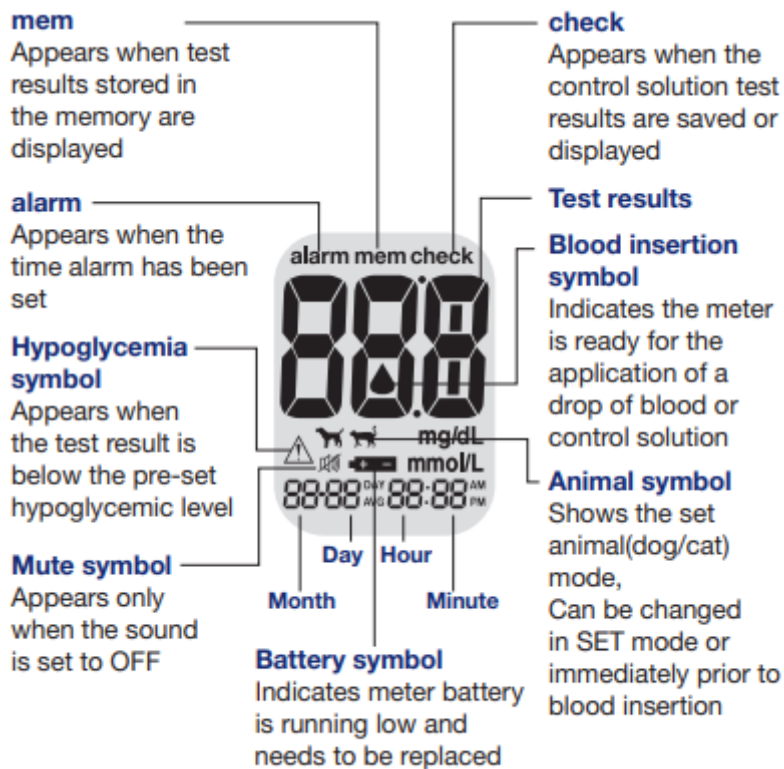 mem
Appears when test
results stored in
the memory are
displayed
alarm
Appears when the
time alarm has been
set
Hypoglycemia
symbol
Appears when
the test result is
below the pre-set
hypoglycemic level
Mute symbol
Appears only
when the sound
is set to OFF
alarm mem check
88:8
mg/dL
mmol/L
88-88 DAY AVG 88:88 AM PM
Day Hour
Month Minute
Battery symbol
Indicates meter battery
is running low and
needs to be replaced
check
Appears when the
control solution test
results are saved or
displayed
Test results
Blood insertion
symbol
Indicates the meter
is ready for the
application of a
drop of blood or
control solution
Animal symbol
Shows the set
animal(dog/cat)
mode,
Can be changed
in SET mode or
immediately prior to
blood insertion